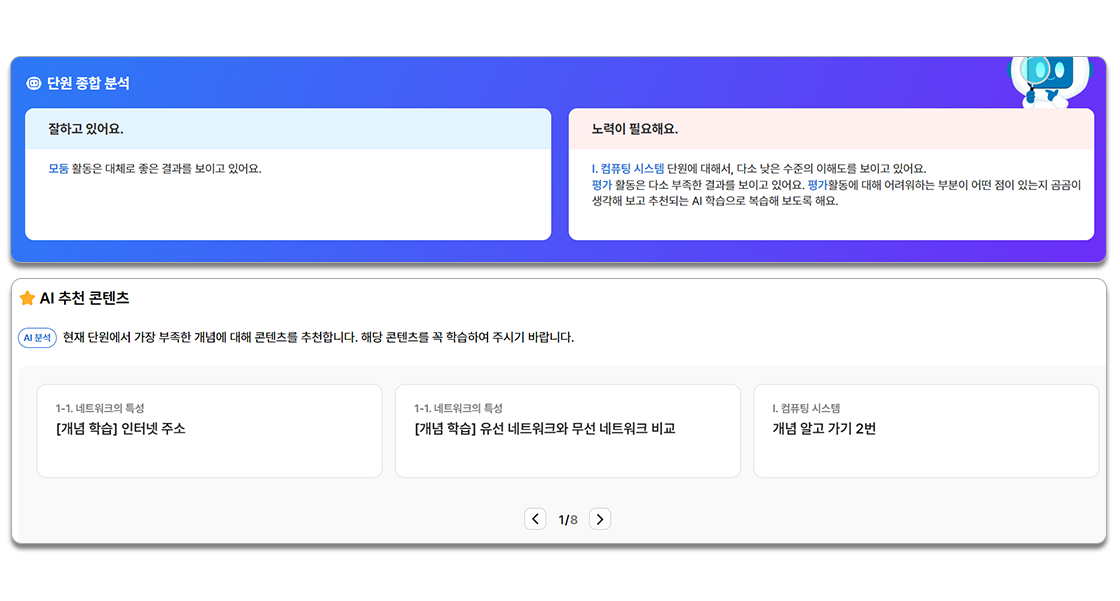 단원 종합 분석
잘하고 있어요.
모둠 활동은 대체로 좋은 결과를 보이고 있어요.
노력이 필요해요.
I. 컴퓨팅 시스템 단원에 대해서, 다소 낮은 수준의 이해도를 보이고 있어요.
평가 활동은 다소 부족한 결과를 보이고 있어요. 평가활동에 대해 어려워하는 부분이 어떤 점이 있는지 곰곰이
생각해 보고 추천되는 AI 학습으로 복습해 보도록 해요.
AI 추천 콘텐츠
AI 분석 현재 단원에서 가장 부족한 개념에 대해 콘텐츠를 추천합니다. 해당 콘텐츠를 꼭 학습하여 주시기 바랍니다.
1-1. 네트워크의 특성
[개념 학습] 인터넷 주소
1-1. 네트워크의 특성
[개념 학습] 유선 네트워크와 무선 네트워크 비교
I. 컴퓨팅 시스템
개념 알고 가기 2번
1/8